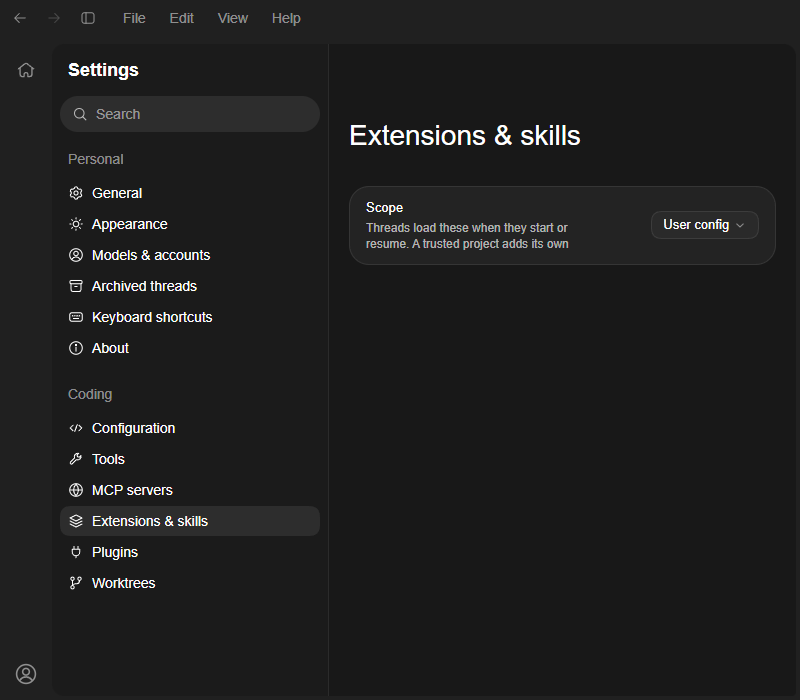 File Edit View Help
Settings
Search
Personal
General
Appearance
Models & accounts
Archived threads
Keyboard shortcuts
About
Coding
Configuration
Tools
MCP servers
Extensions & skills
Plugins
Worktrees
Extensions & skills
Scope
Threads load these when they start or
resume. A trusted project adds its own
User config